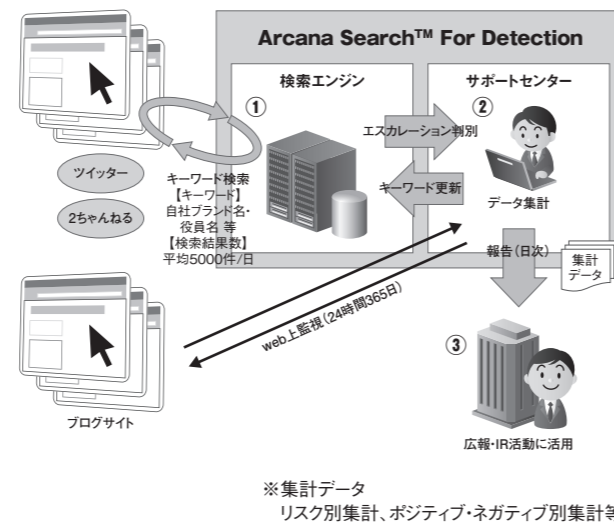 Arcana Search™ For Detection
検索エンジン
サポートセンター
①
②
エスカレーション判別
キーワード更新
データ集計
ツイッター
2ちゃんねる
キーワード検索
【キーワード】
自社ブランド名・
役員名 等
【検索結果数】
平均5000件/日
報告(日次)
集計
データ
web上監視(24時間365日)
③
ブログサイト
広報・IR活動に活用
※集計データ
リスク別集計、ポジティブ・ネガティブ別集計等